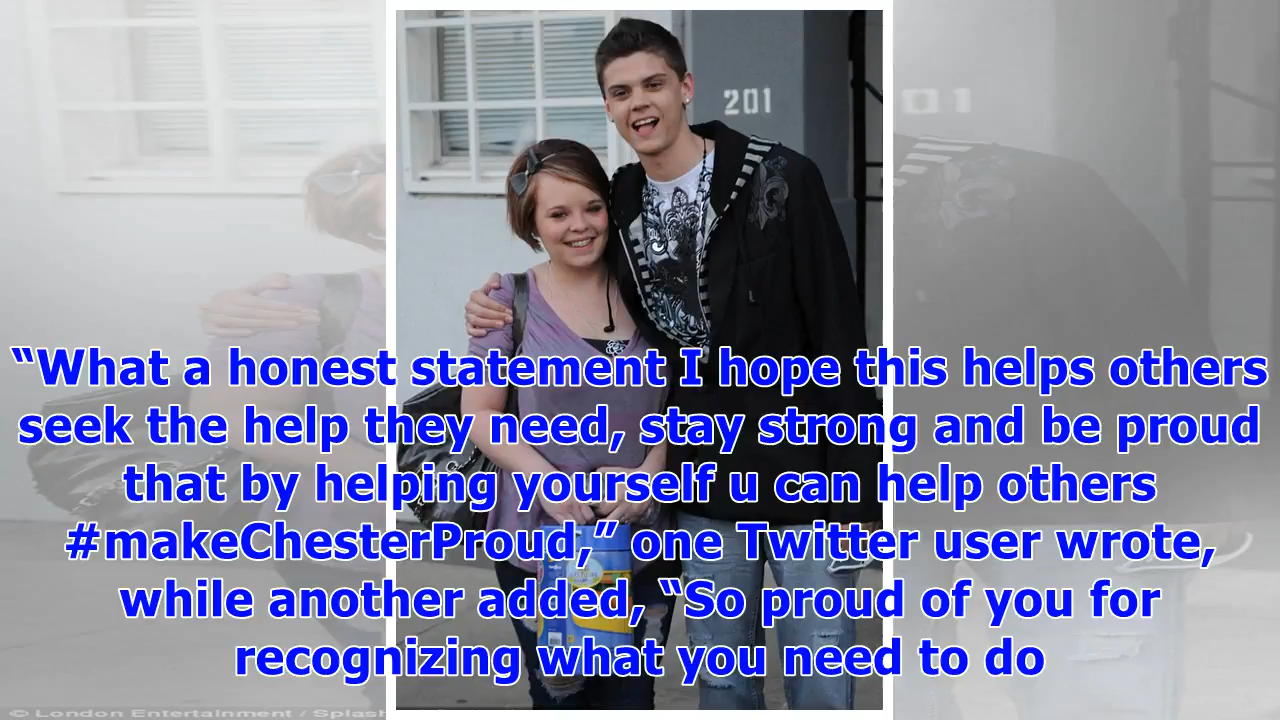 201
01
“What a honest statement I hope this helps others
seek the help they need, stay strong and be proud
that by helping yourself u can help others
#makeChesterProud,” one Twitter user wrote,
while another added, “So proud of you for
recognizing what you need to do
© London Entertainment / Splash